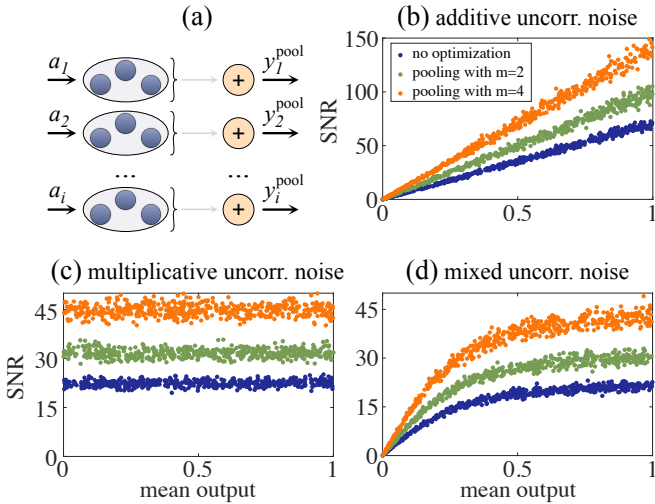 (a)
a1 y1pool
+
a2 y2pool
+
... ...
ai yipool
+
(b) additive uncorr. noise
no optimization
pooling with m=2
pooling with m=4
SNR
150
100
50
0
0 0.5 1
(c) multiplicative uncorr. noise
SNR
45
30
15
0
0 0.5 1
mean output
(d) mixed uncorr. noise
45
30
15
0
0 0.5 1
mean output